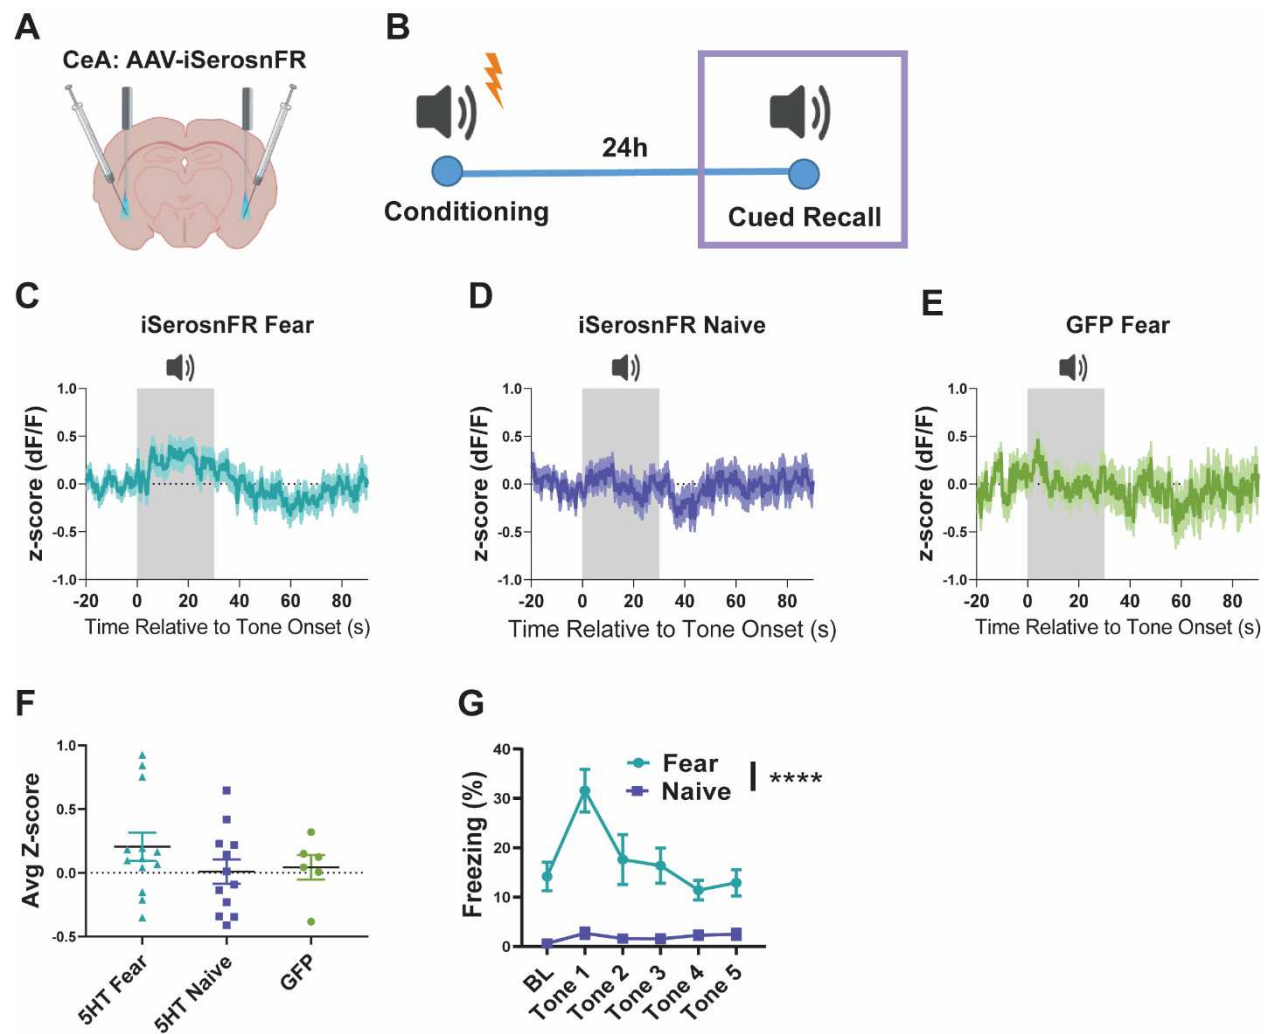 A
CeA: AAV-iSerosnFR
B
24h
Conditioning
Cued Recall
C
iSerosnFR Fear
z-score (dF/F)
1.0
0.5
0.0
-0.5
-1.0
-20 0 20 40 60 80
Time Relative to Tone Onset (s)
D
iSerosnFR Naive
z-score (dF/F)
1.0
0.5
0.0
-0.5
-1.0
-20 0 20 40 60 80
Time Relative to Tone Onset (s)
E
GFP Fear
z-score (dF/F)
1.0
0.5
0.0
-0.5
-1.0
-20 0 20 40 60 80
Time Relative to Tone Onset (s)
F
Avg Z-score
1.0
0.5
0.0
-0.5
5HT Fear
5HT Naive
GFP
G
Freezing (%)
40
30
20
10
0
Fear
Naive
****
BL
Tone 1
Tone 2
Tone 3
Tone 4
Tone 5